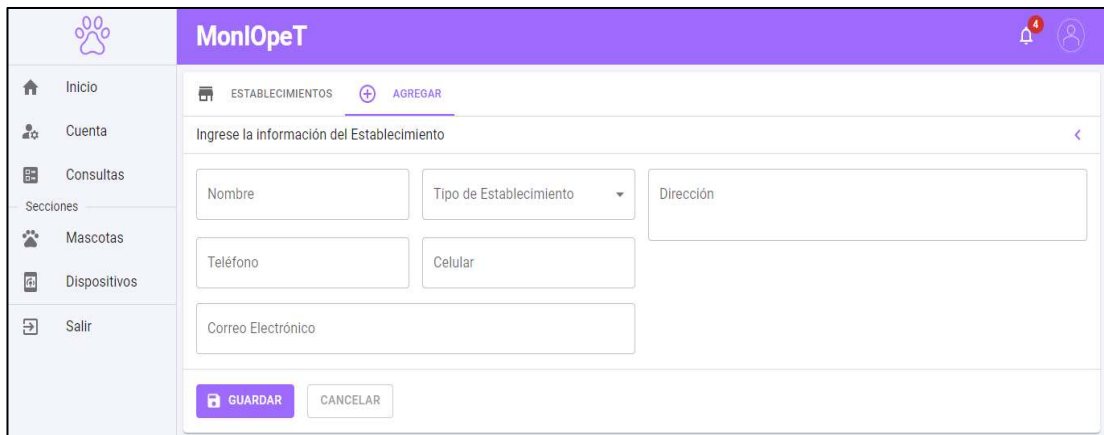 MonIOpeT
4
Inicio
Cuenta
Consultas
Secciones
Mascotas
Dispositivos
Salir
ESTABLECIMIENTOS AGREGAR
Ingrese la información del Establecimiento
Nombre Tipo de Establecimiento Dirección
Teléfono Celular
Correo Electrónico
GUARDAR CANCELAR